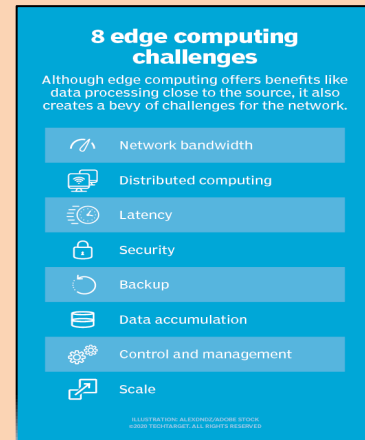 8 edge computing
challenges
Although edge computing offers benefits like
data processing close to the source, it also
creates a bevy of challenges for the network.
Network bandwidth
Distributed computing
Latency
Security
Backup
Data accumulation
Control and management
Scale
ILLUSTRATION: ALEXDNDZ/ADOBE STOCK
©2020 TECHTARGET. ALL RIGHTS RESERVED